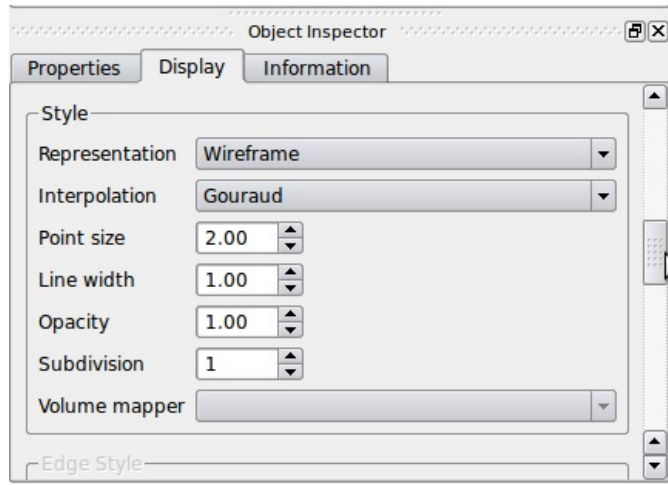 Object Inspector
Properties Display Information
Style
Representation Wireframe
Interpolation Gouraud
Point size 2.00
Line width 1.00
Opacity 1.00
Subdivision 1
Volume mapper
Edge Style